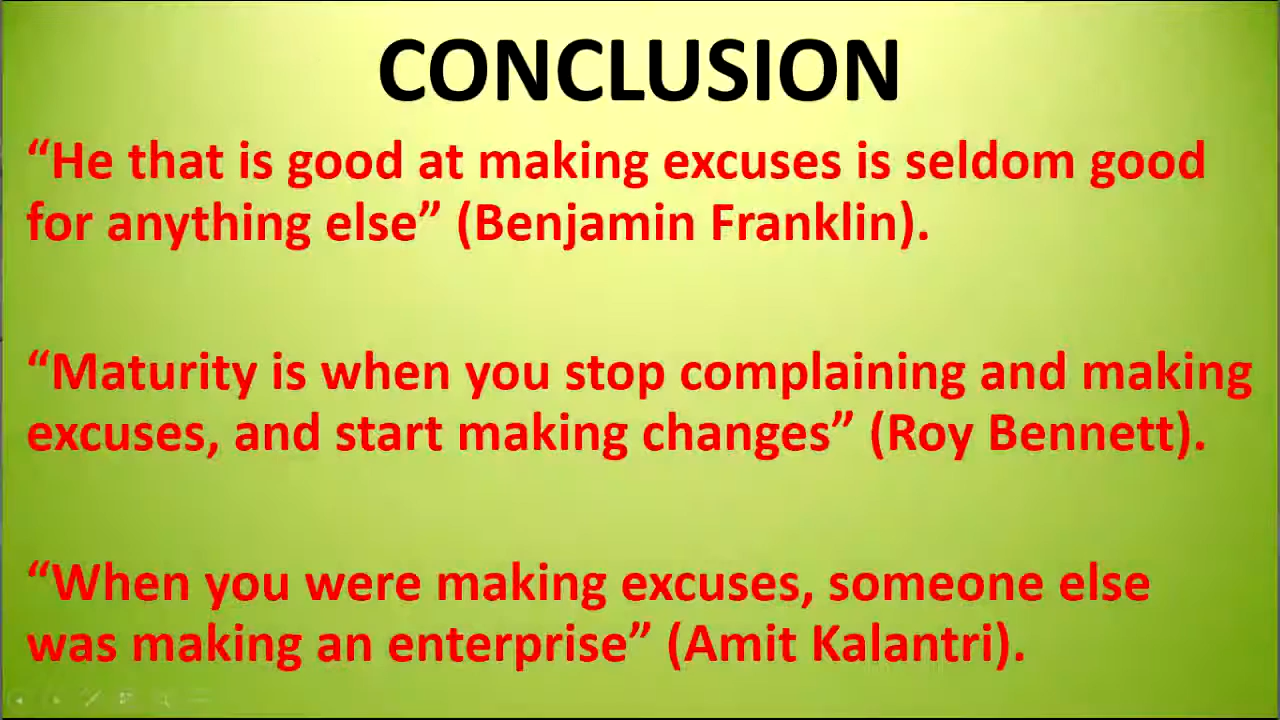 CONCLUSION
“He that is good at making excuses is seldom good
for anything else” (Benjamin Franklin).
“Maturity is when you stop complaining and making
excuses, and start making changes” (Roy Bennett).
“When you were making excuses, someone else
was making an enterprise” (Amit Kalantri).